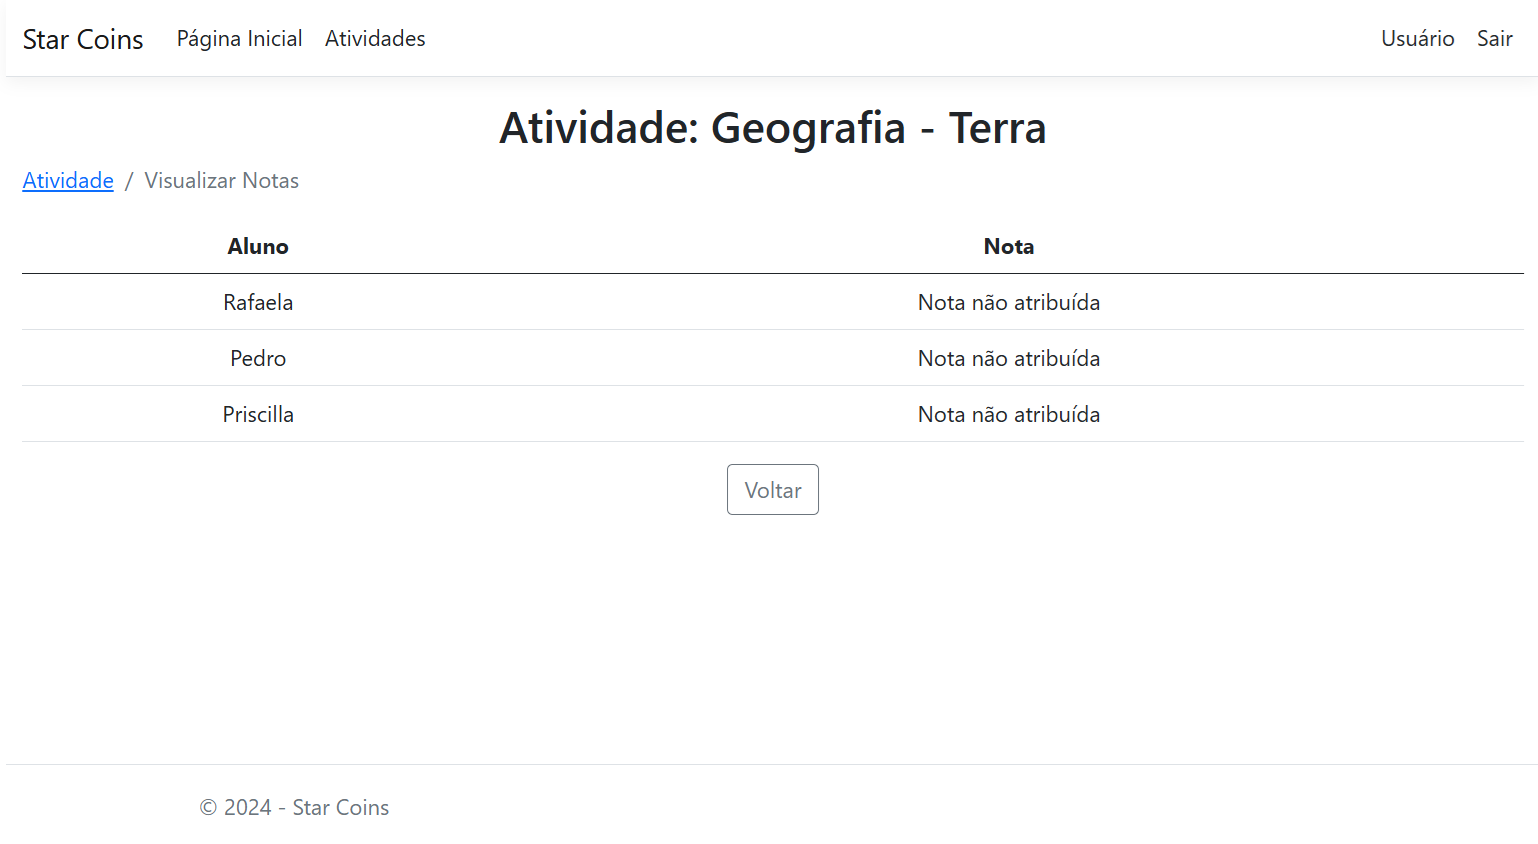 Star Coins Página Inicial Atividades Usuário Sair
Atividade: Geografia - Terra
Atividade / Visualizar Notas
Aluno Nota
Rafaela Nota não atribuída
Pedro Nota não atribuída
Priscilla Nota não atribuída
Voltar
© 2024 - Star Coins